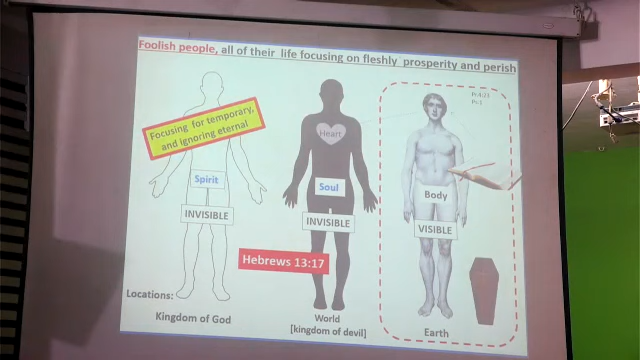 Foolish people, all of their life focusing on fleshly prosperity and perish
Focusing for temporary,
and ignoring eternal
Heart
Spirit
Soul
Body
INVISIBLE
INVISIBLE
VISIBLE
Hebrews 13:17
Locations:
Kingdom of God
World
[kingdom of devil]
Earth